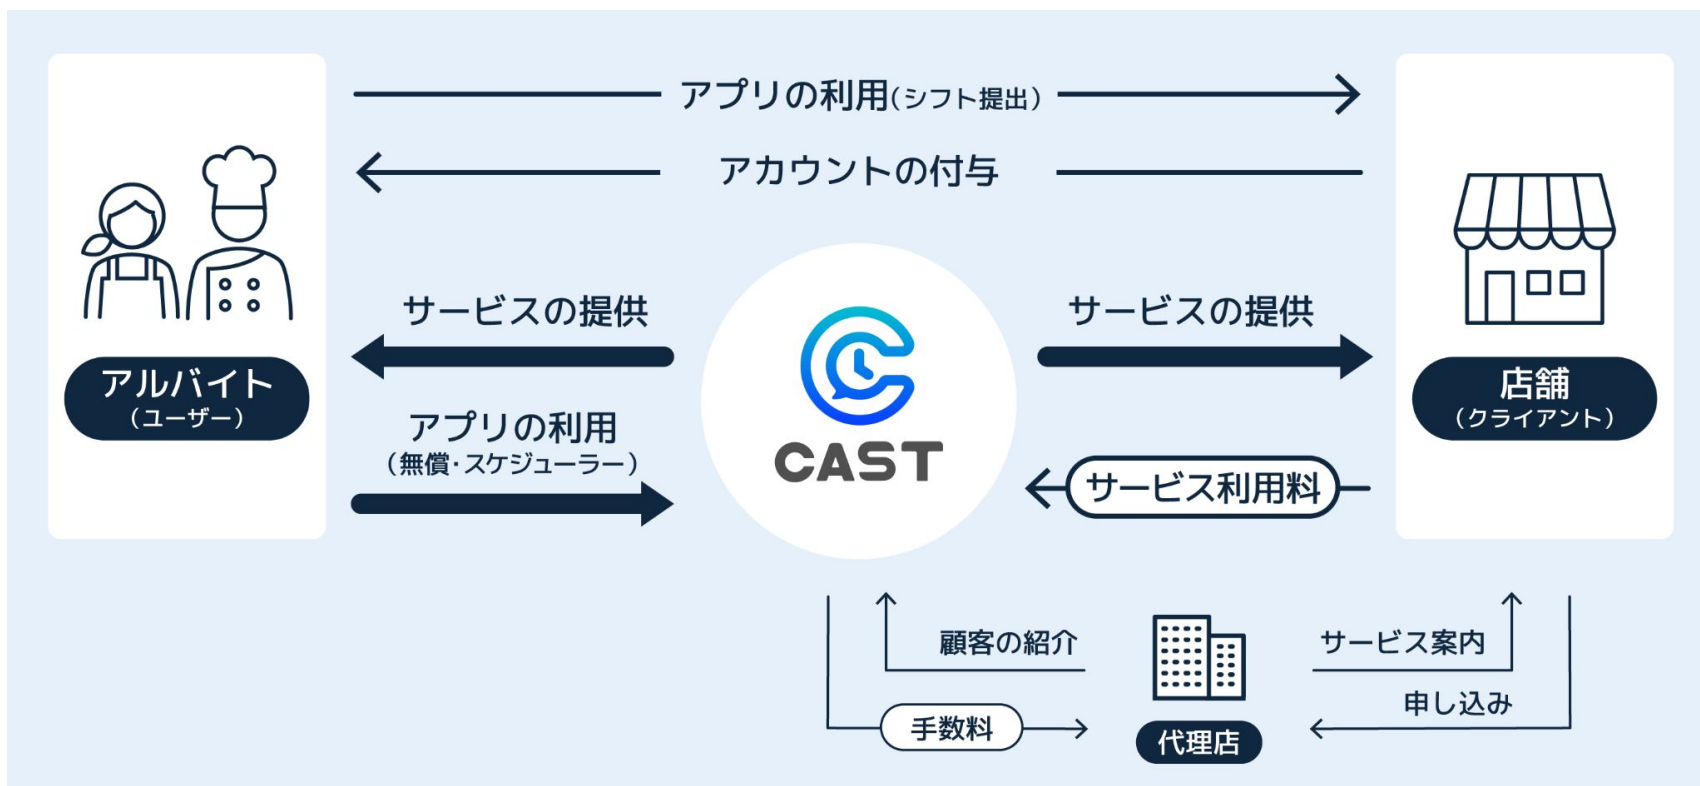 アプリの利用(シフト提出)
アカウントの付与
サービスの提供
サービスの提供
アルバイト
(ユーザー)
アプリの利用
(無償・スケジューラー)
CAST
店舗
(クライアント)
サービス利用料
顧客の紹介
サービス案内
手数料
申し込み
代理店